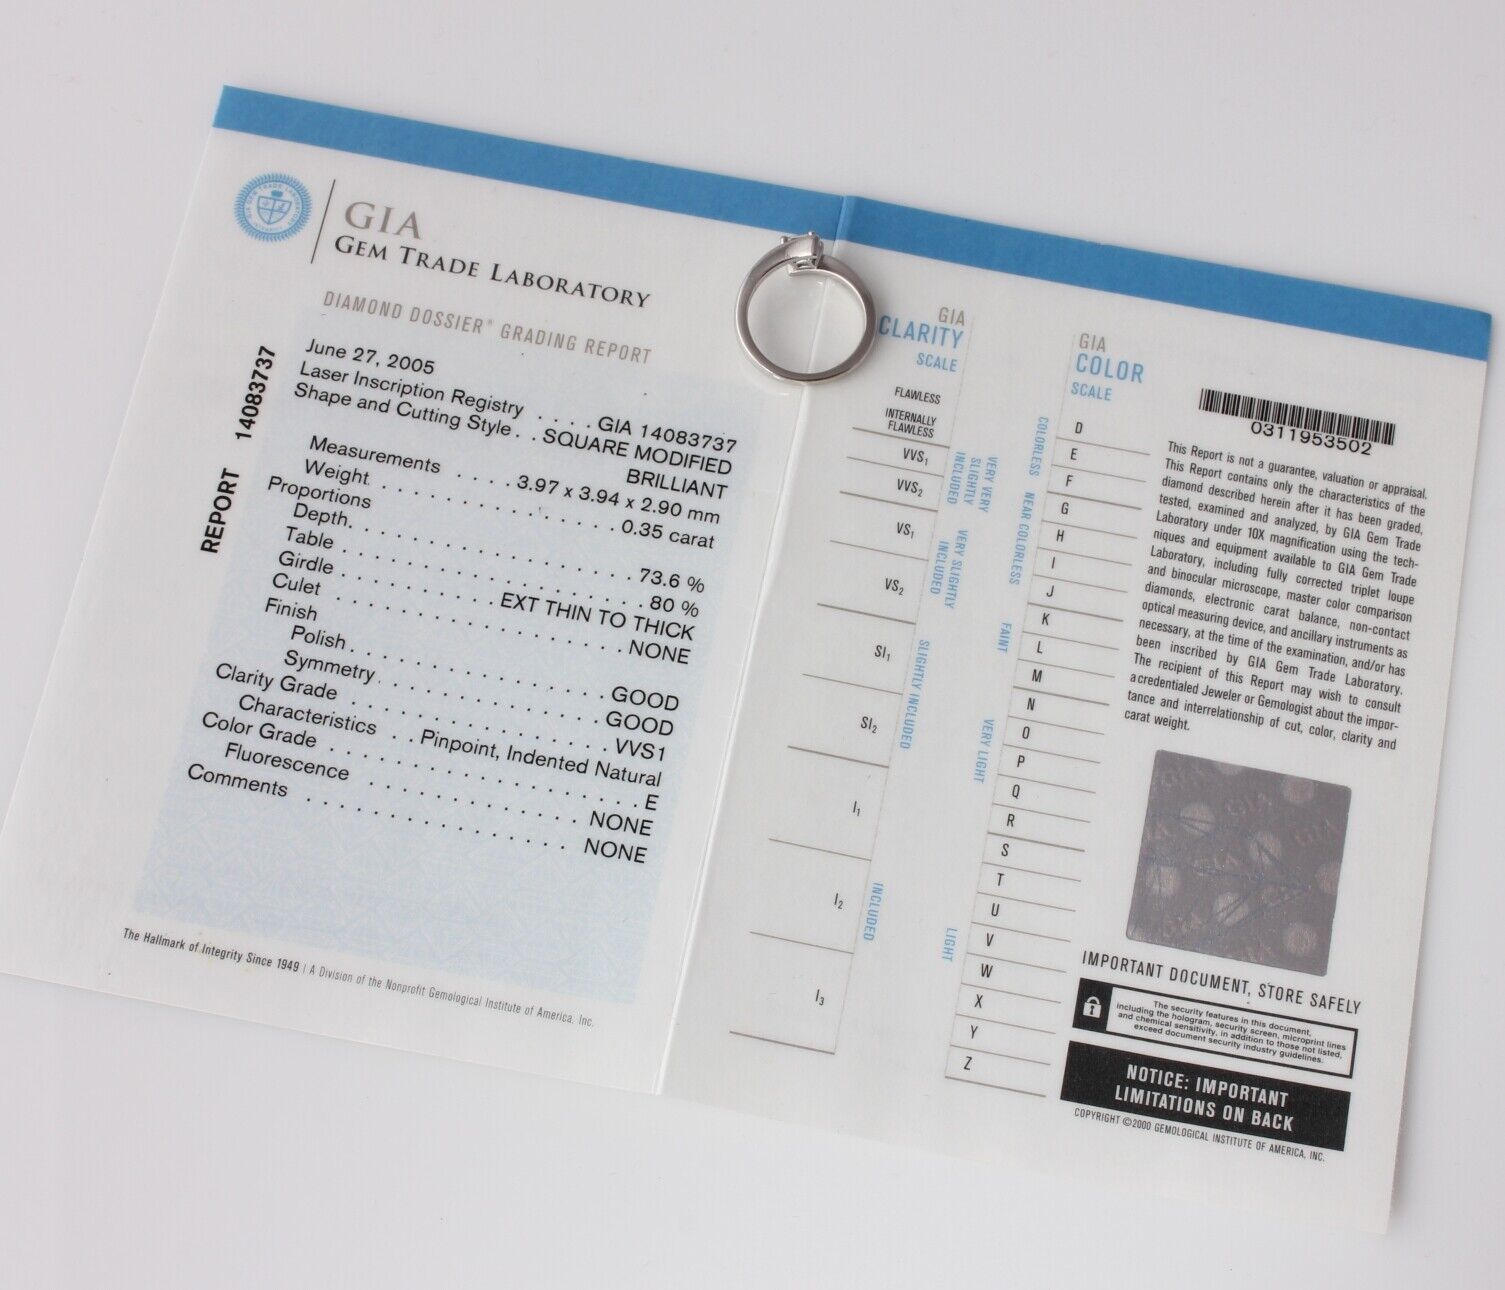 GIA
GEM TRADE LABORATORY
DIAMOND DOSSIER® GRADING REPORT
REPORT 14083737
June 27, 2005
Laser Inscription Registry . . . . GIA 14083737
Shape and Cutting Style . . SQUARE MODIFIED
BRILLIANT
Measurements . . . . . 3.97 x 3.94 x 2.90 mm
Weight . . . . . . . . . . . . . . 0.35 carat
Proportions
Depth . . . . . . . . . . . . . . . . . 73.6 %
Table . . . . . . . . . . . . . . . . . . 80 %
Girdle . . . . . . . . . EXT THIN TO THICK
Culet . . . . . . . . . . . . . . . . . NONE
Finish
Polish . . . . . . . . . . . . . . . . GOOD
Symmetry . . . . . . . . . . . . . . GOOD
Clarity Grade . . . . . . . . . . . . . VVS1
Characteristics . . Pinpoint, Indented Natural
Color Grade . . . . . . . . . . . . . . . . E
Fluorescence . . . . . . . . . . . . NONE
Comments . . . . . . . . . . . . . . NONE
The Hallmark of Integrity Since 1949 | A Division of the Nonprofit Gemological Institute of America, Inc.
GIA
CLARITY
SCALE
FLAWLESS
INTERNALLY
FLAWLESS
VVS1
VVS2
VS1
VS2
SI1
SI2
I1
I2
I3
VERY VERY
SLIGHTLY
INCLUDED
VERY SLIGHTLY
INCLUDED
SLIGHTLY INCLUDED
INCLUDED
GIA
COLOR
SCALE
D
E
F
G
H
I
J
K
L
M
N
O
P
Q
R
S
T
U
V
W
X
Y
Z
COLORLESS
NEAR COLORLESS
FAINT
VERY LIGHT
LIGHT
0311953502
This Report is not a guarantee, valuation or appraisal.
This Report contains only the characteristics of the
diamond described herein after it has been graded,
tested, examined and analyzed, by GIA Gem Trade
Laboratory under 10X magnification using the tech-
niques and equipment available to GIA Gem Trade
Laboratory, including fully corrected triplet loupe
and binocular microscope, master color comparison
diamonds, electronic carat balance, non-contact
optical measuring device, and ancillary instruments as
necessary, at the time of the examination, and/or has
been inscribed by GIA Gem Trade Laboratory.
The recipient of this Report may wish to consult
a credentialed Jeweler or Gemologist about the impor-
tance and interrelationship of cut, color, clarity and
carat weight.
GIA
GIA
GIA
GIA
IMPORTANT DOCUMENT, STORE SAFELY
The security features in this document,
including the hologram, security screen, microprint lines
and chemical sensitivity, in addition to those not listed,
exceed document security industry guidelines.
NOTICE: IMPORTANT
LIMITATIONS ON BACK
COPYRIGHT ©2000 GEMOLOGICAL INSTITUTE OF AMERICA, INC.